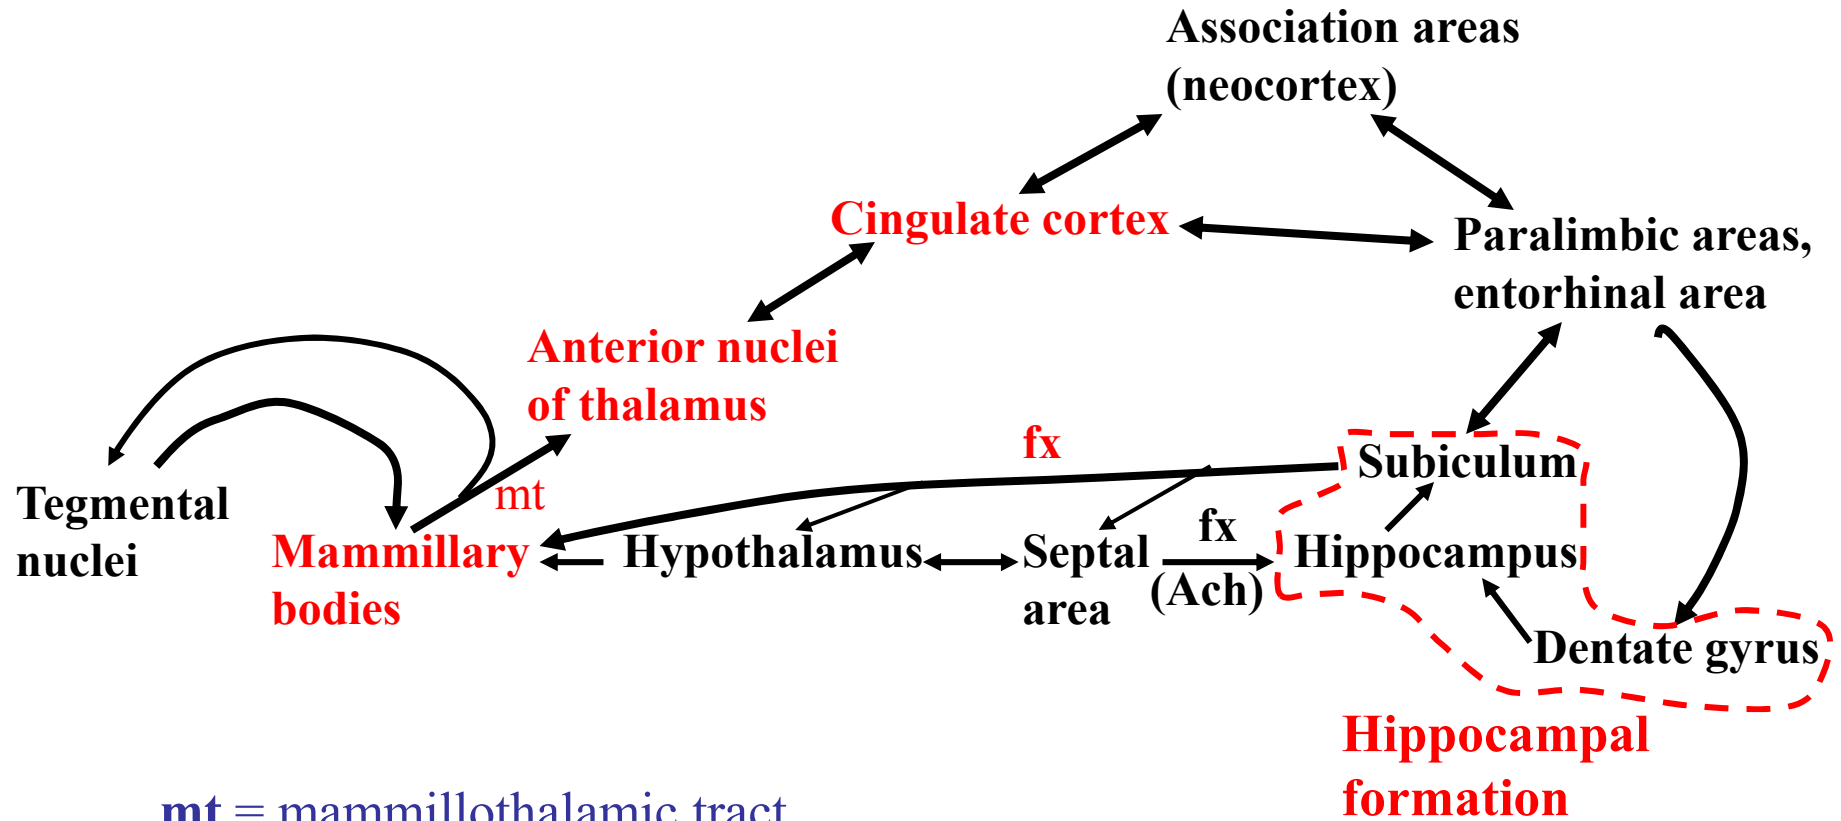 Association areas
(neocortex)
Cingulate cortex
Paralimbic areas,
entorhinal area
Anterior nuclei
of thalamus
fx
Subiculum
mt
Tegmental
nuclei
Mammillary
bodies
Hypothalamus
Septal
area
fx
(Ach)
Hippocampus
Dentate gyrus
Hippocampal
formation
mt = mammillothalamic tract